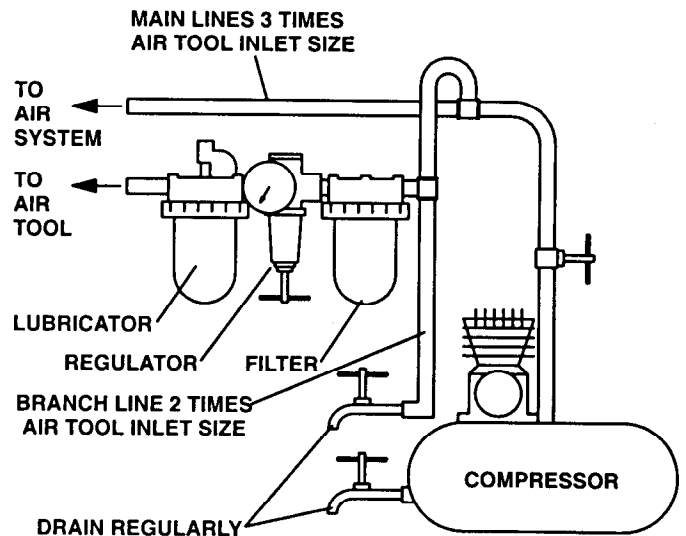 MAIN LINES 3 TIMES
AIR TOOL INLET SIZE
TO
AIR
SYSTEM
TO
AIR
TOOL
LUBRICATOR
REGULATOR
FILTER
BRANCH LINE 2 TIMES
AIR TOOL INLET SIZE
COMPRESSOR
DRAIN REGULARLY